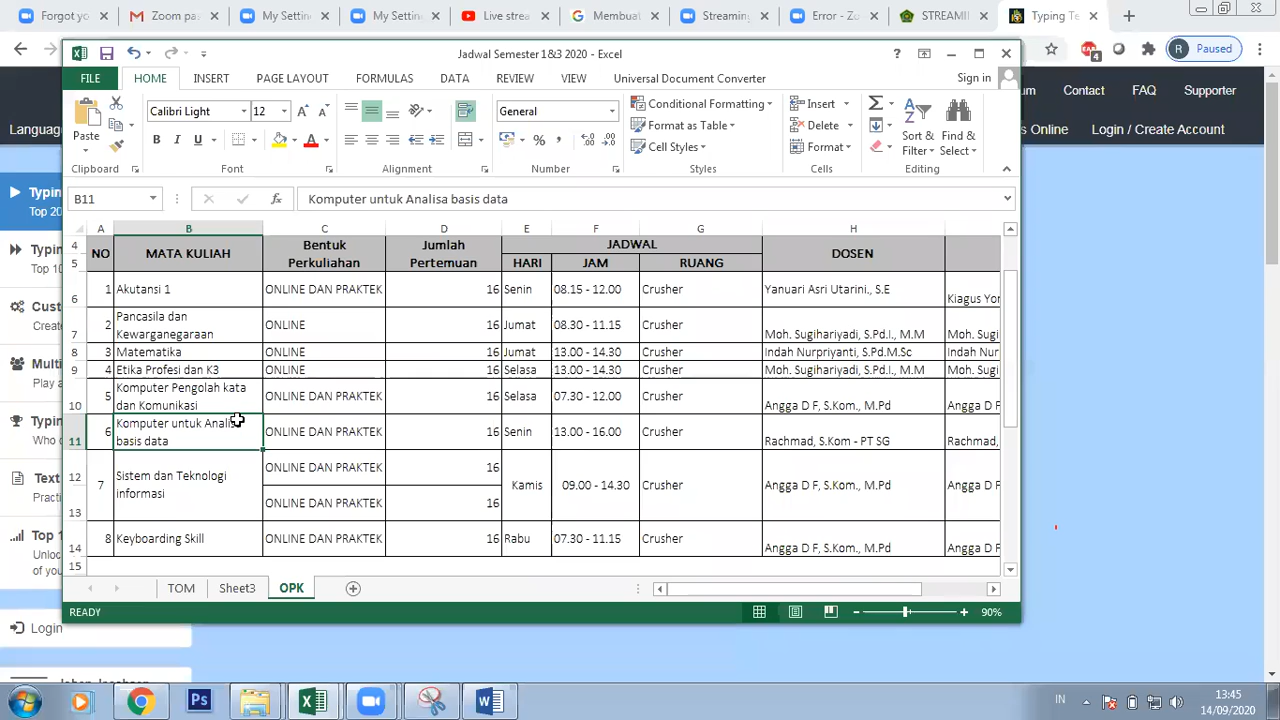 Forgot yo
Zoom pa
My Settin
My Settin
Live strea
Membuat
Streaming
Error - Zo
STREAMI
Typing Te
R Paused
4
Contact FAQ Supporter
Language
s Online Login / Create Account
Jadwal Semester 1&3 2020 - Excel
FILE HOME INSERT PAGE LAYOUT FORMULAS DATA REVIEW VIEW Universal Document Converter Sign in
Paste
Calibri Light 12
B I U
General
% ,
Conditional Formatting
Format as Table
Cell Styles
Insert
Delete
Format
Sort &
Filter
Find &
Select
Clipboard Font Alignment Number Styles Cells Editing
B11 Komputer untuk Analisa basis data
A B C D E F G H
4 NO MATA KULIAH Bentuk Perkuliahan Jumlah Pertemuan JADWAL DOSEN
5 HARI JAM RUANG
6 1 Akutansi 1 ONLINE DAN PRAKTEK 16 Senin 08.15 - 12.00 Crusher Yanuari Asri Utarini., S.E Kiagus Yor
7 2 Pancasila dan Kewarganegaraan ONLINE 16 Jumat 08.30 - 11.15 Crusher Moh. Sugihariyadi, S.Pd.I., M.M Moh. Sugi
8 3 Matematika ONLINE 16 Jumat 13.00 - 14.30 Crusher Indah Nurpriyanti, S.Pd.M.Sc Indah Nur
9 4 Etika Profesi dan K3 ONLINE 16 Selasa 13.00 - 14.30 Crusher Moh. Sugihariyadi, S.Pd.I., M.M Moh. Sugi
10 5 Komputer Pengolah kata dan Komunikasi ONLINE DAN PRAKTEK 16 Selasa 07.30 - 12.00 Crusher Angga D F, S.Kom., M.Pd Angga D F
11 6 Komputer untuk Analisa basis data ONLINE DAN PRAKTEK 16 Senin 13.00 - 16.00 Crusher Rachmad, S.Kom - PT SG Rachmad,
12 7 Sistem dan Teknologi informasi ONLINE DAN PRAKTEK 16 Kamis 09.00 - 14.30 Crusher Angga D F, S.Kom., M.Pd Angga D F
13 ONLINE DAN PRAKTEK 16
14 8 Keyboarding Skill ONLINE DAN PRAKTEK 16 Rabu 07.30 - 11.15 Crusher Angga D F, S.Kom., M.Pd Angga D F
15
TOM Sheet3 OPK
READY 90%
Typin
Top 20
Typin
Top 10
Cust
Create
Multi
Play a
Typin
Who
Text
Practi
Top 1
Unloc
of you
Login
Ps
IN
13:45
14/09/2020